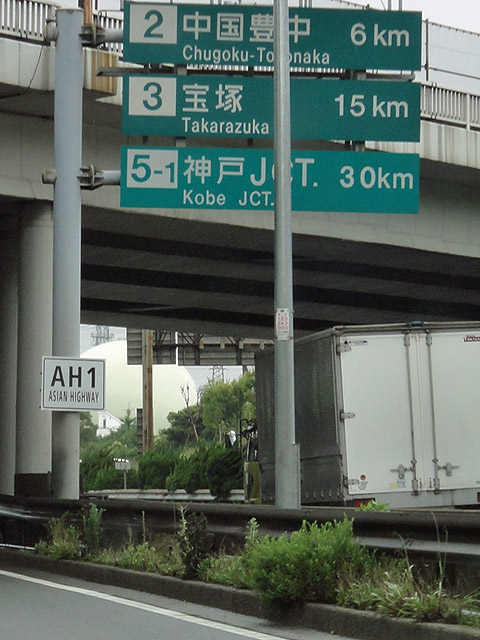 2 中国豊中 6 km
Chugoku-Toyonaka
3 宝塚 15 km
Takarazuka
5-1 神戸JCT. 30km
Kobe JCT.
AH1
ASIAN HIGHWAY